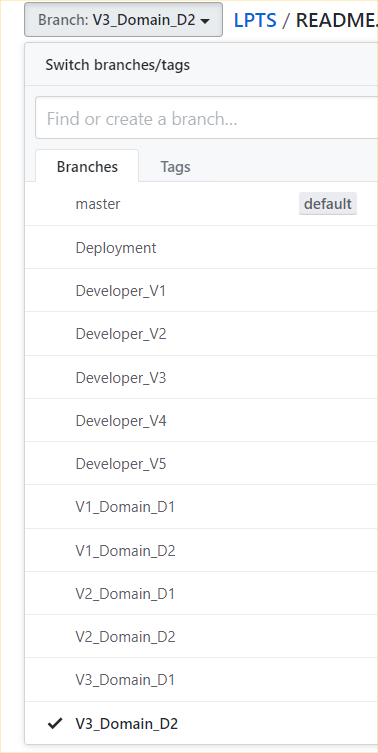 Branch: V3_Domain_D2 LPTS / README.
Switch branches/tags
Find or create a branch...
Branches Tags
master default
Deployment
Developer_V1
Developer_V2
Developer_V3
Developer_V4
Developer_V5
V1_Domain_D1
V1_Domain_D2
V2_Domain_D1
V2_Domain_D2
V3_Domain_D1
V3_Domain_D2